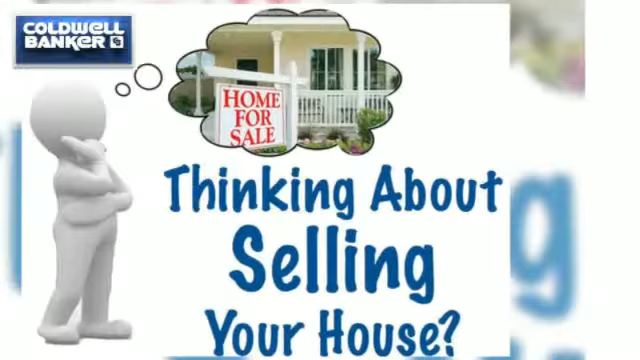 COLDWELL
BANKER
HOME
FOR
SALE
Thinking About
Selling
Your House?